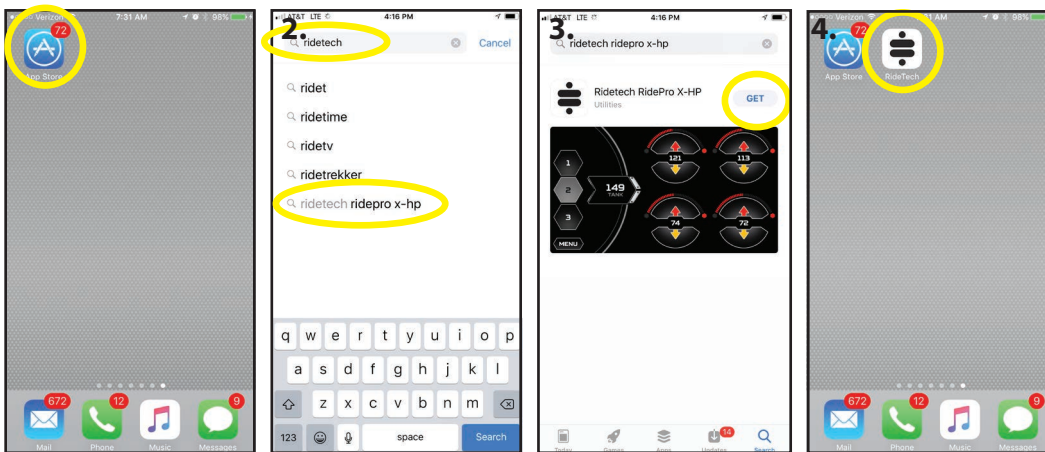 Verizon
7:31 AM
98%
72
App Store
672
12
9
Mail
Phone
Music
Messages
2.
AT&T LTE
4:16 PM
ridetech
Cancel
ridet
ridetime
ridetv
ridetrekker
ridetech ridepro x-hp
q w e r t y u i o p
a s d f g h j k l
z x c v b n m
123
space
Search
3.
AT&T LTE
4:16 PM
ridetech ridepro x-hp
Ridetech RidePro X-HP
Utilities
GET
1
2
3
MENU
149
TANK
121
113
74
72
14
Today
Games
Apps
Updates
Search
4.
Verizon
AM
98%
72
App Store
RideTech
672
12
9
Mail
Phone
Music
Messages